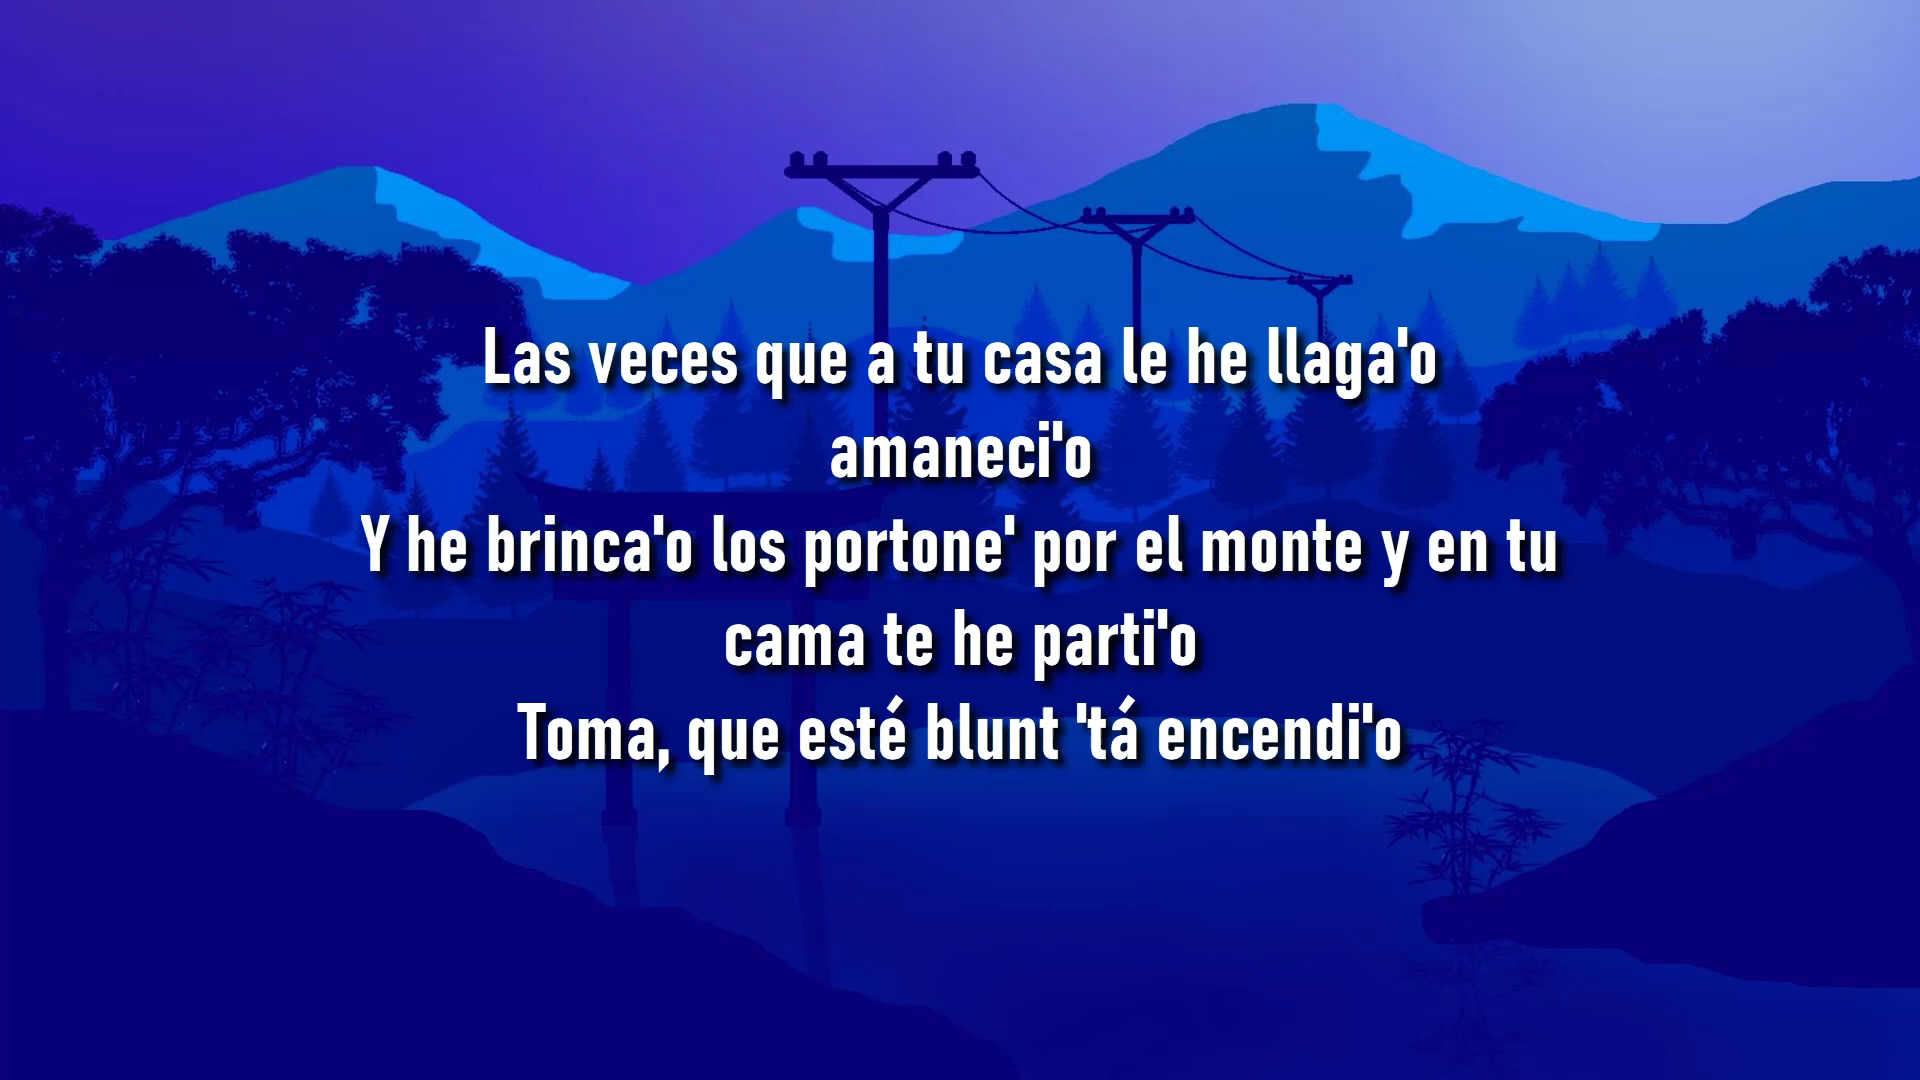 Las veces que a tu casa le he llaga'o
amaneci'o
Y he brinca'o los portone' por el monte y en tu
cama te he parti'o
Toma, que esté blunt 'tá encendi'o